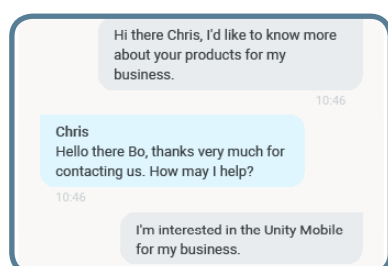 Hi there Chris, I'd like to know more
about your products for my
business.
10:46
Chris
Hello there Bo, thanks very much for
contacting us. How may I help?
10:46
I'm interested in the Unity Mobile
for my business.